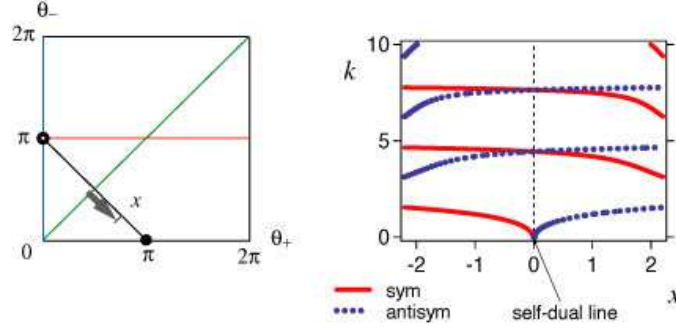 θ₋
2π
π
0
x
π
2π
θ₊
10
k
5
0
-2
-1
0
1
2
x
sym
antisym
self-dual line